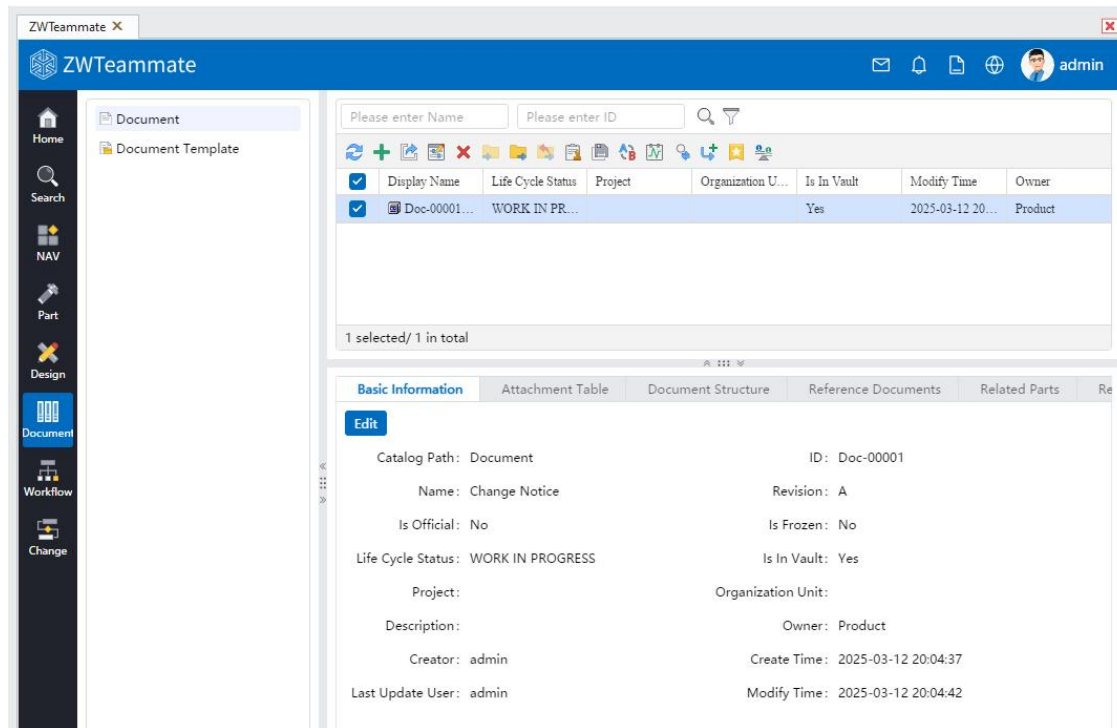 ZWTeammate
ZWTeammate
admin
Home
Search
NAV
Part
Design
Document
Workflow
Change
Document
Document Template
Please enter Name Please enter ID
Display Name Life Cycle Status Project Organization U... Is In Vault Modify Time Owner
Doc-00001... WORK IN PR... Yes 2025-03-12 20... Product
1 selected/ 1 in total
Basic Information Attachment Table Document Structure Reference Documents Related Parts Re
Edit
Catalog Path: Document ID: Doc-00001
Name: Change Notice Revision: A
Is Official: No Is Frozen: No
Life Cycle Status: WORK IN PROGRESS Is In Vault: Yes
Project: Organization Unit:
Description: Owner: Product
Creator: admin Create Time: 2025-03-12 20:04:37
Last Update User: admin Modify Time: 2025-03-12 20:04:42